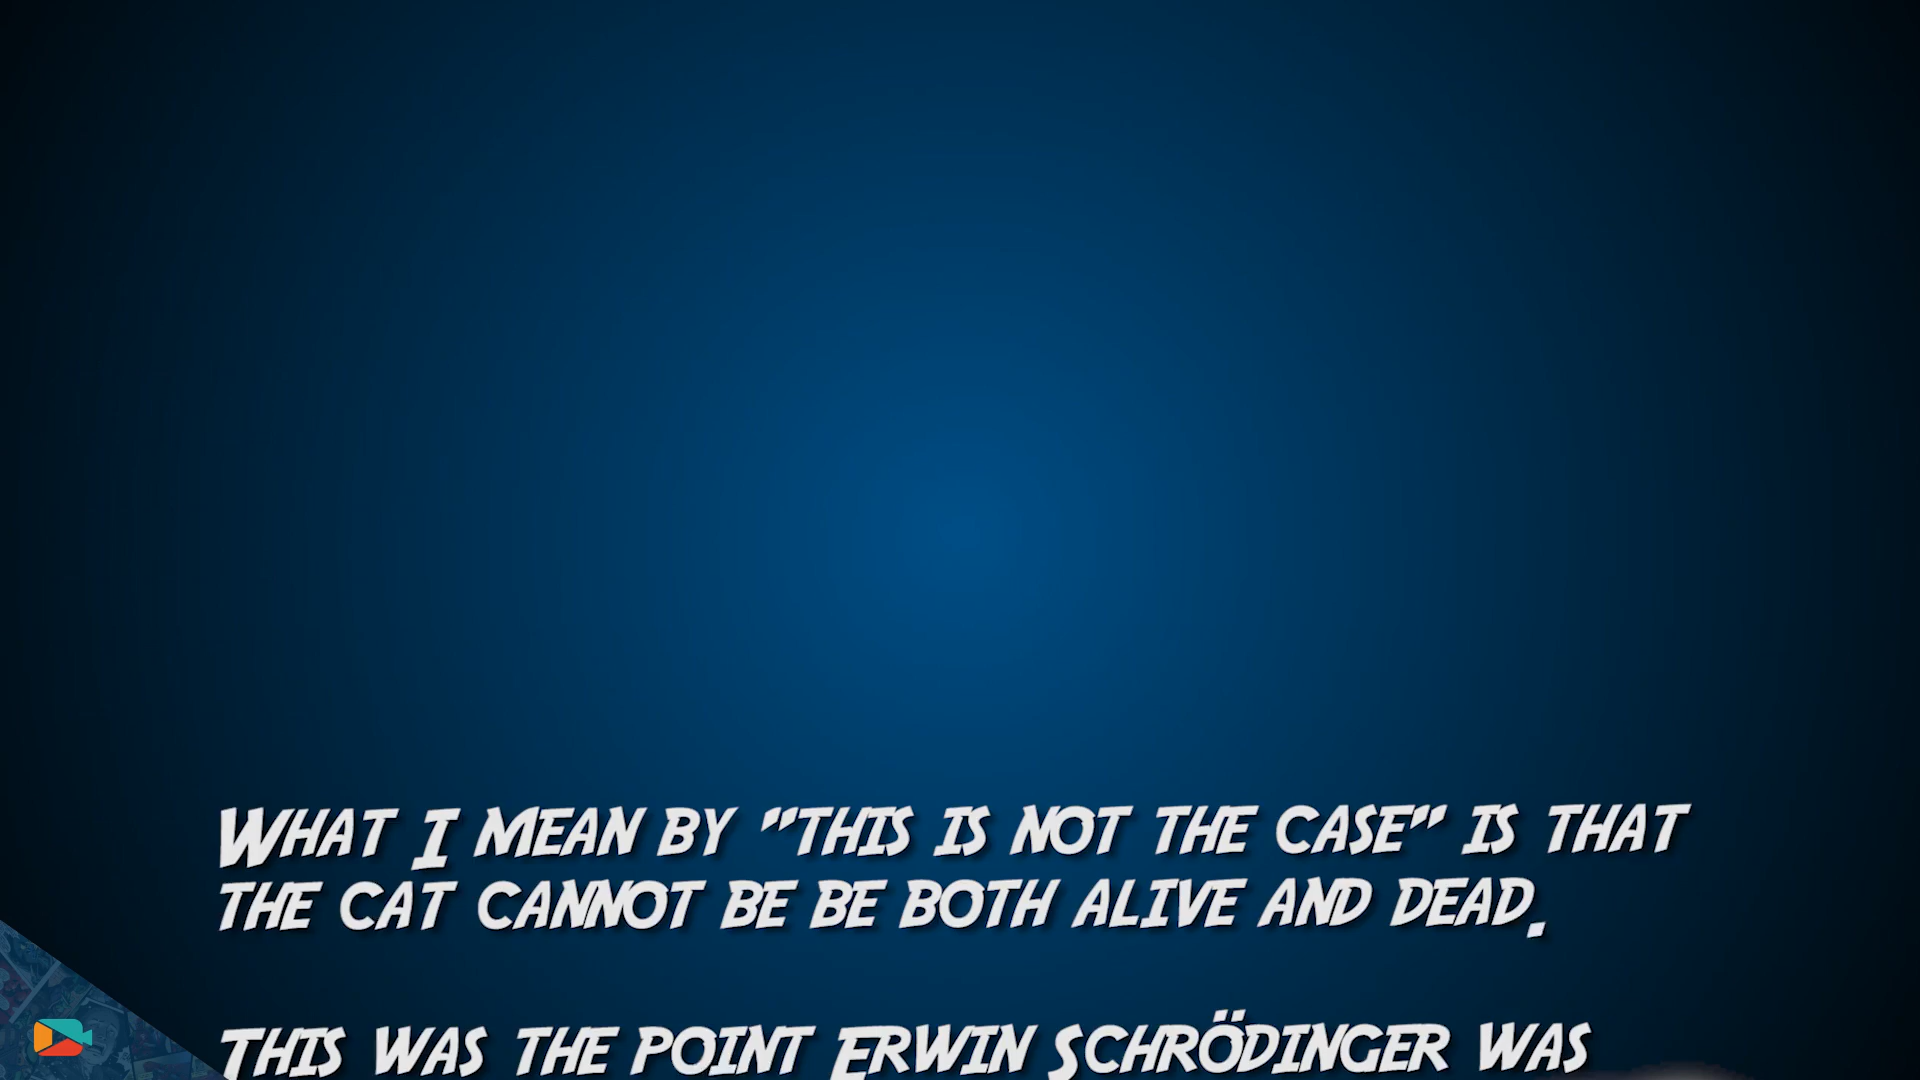 What I mean by "this is not the case" is that
the cat cannot be be both alive and dead.
This was the point Erwin Schrödinger was